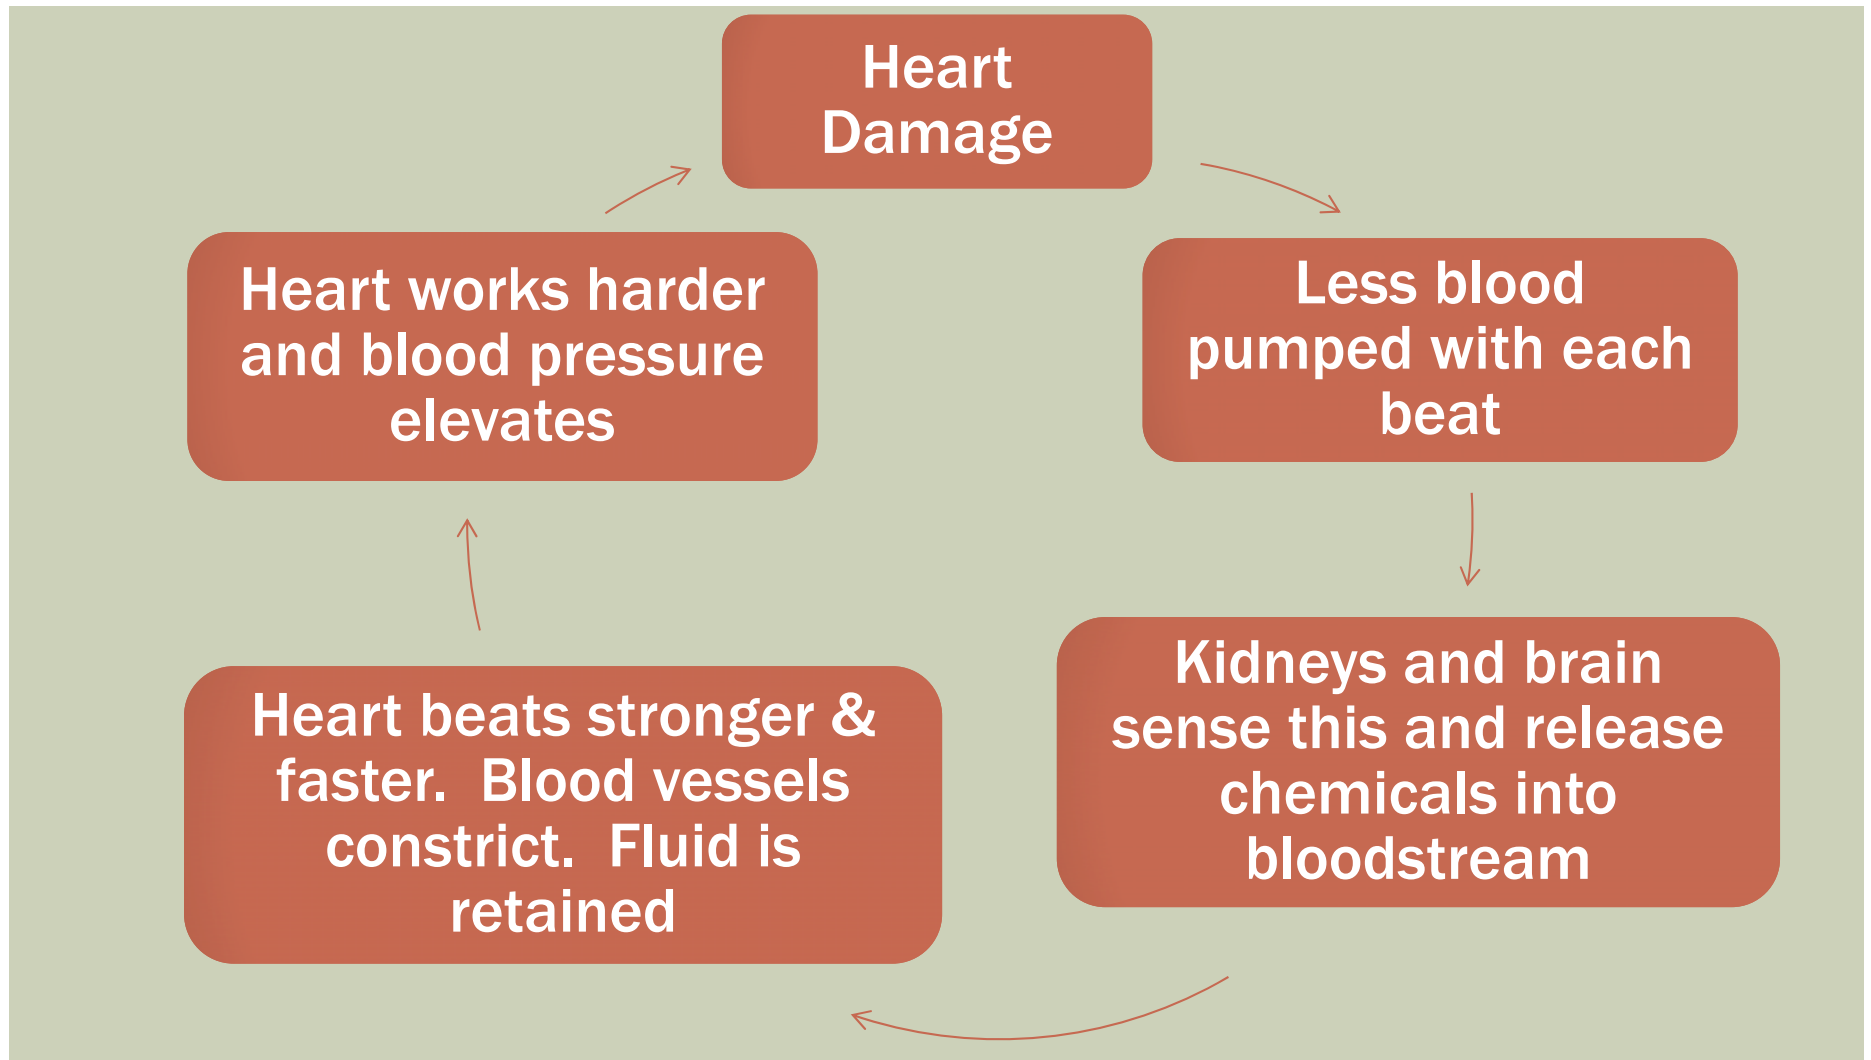 Heart
Damage
Less blood
pumped with each
beat
Kidneys and brain
sense this and release
chemicals into
bloodstream
Heart beats stronger &
faster.  Blood vessels
constrict.  Fluid is
retained
Heart works harder
and blood pressure
elevates